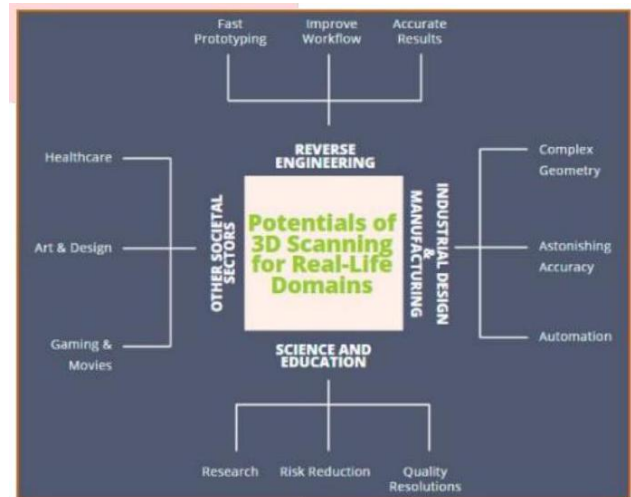 Fast
Prototyping
Improve
Workflow
Accurate
Results
REVERSE
ENGINEERING
Healthcare
Art & Design
Gaming &
Movies
OTHER SOCIETAL
SECTORS
Potentials of
3D Scanning
for Real-Life
Domains
INDUSTRIAL DESIGN
&
MANUFACTURING
Complex
Geometry
Astonishing
Accuracy
Automation
SCIENCE AND
EDUCATION
Research
Risk Reduction
Quality
Resolutions